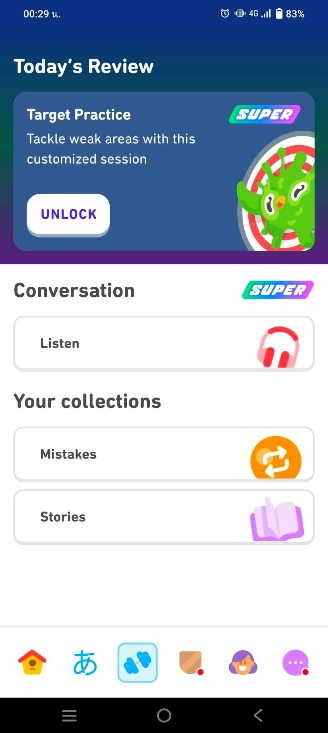 00:29 น.
4G
83%
Today's Review
Target Practice
SUPER
Tackle weak areas with this
customized session
UNLOCK
Conversation
SUPER
Listen
Your collections
Mistakes
Stories
あ